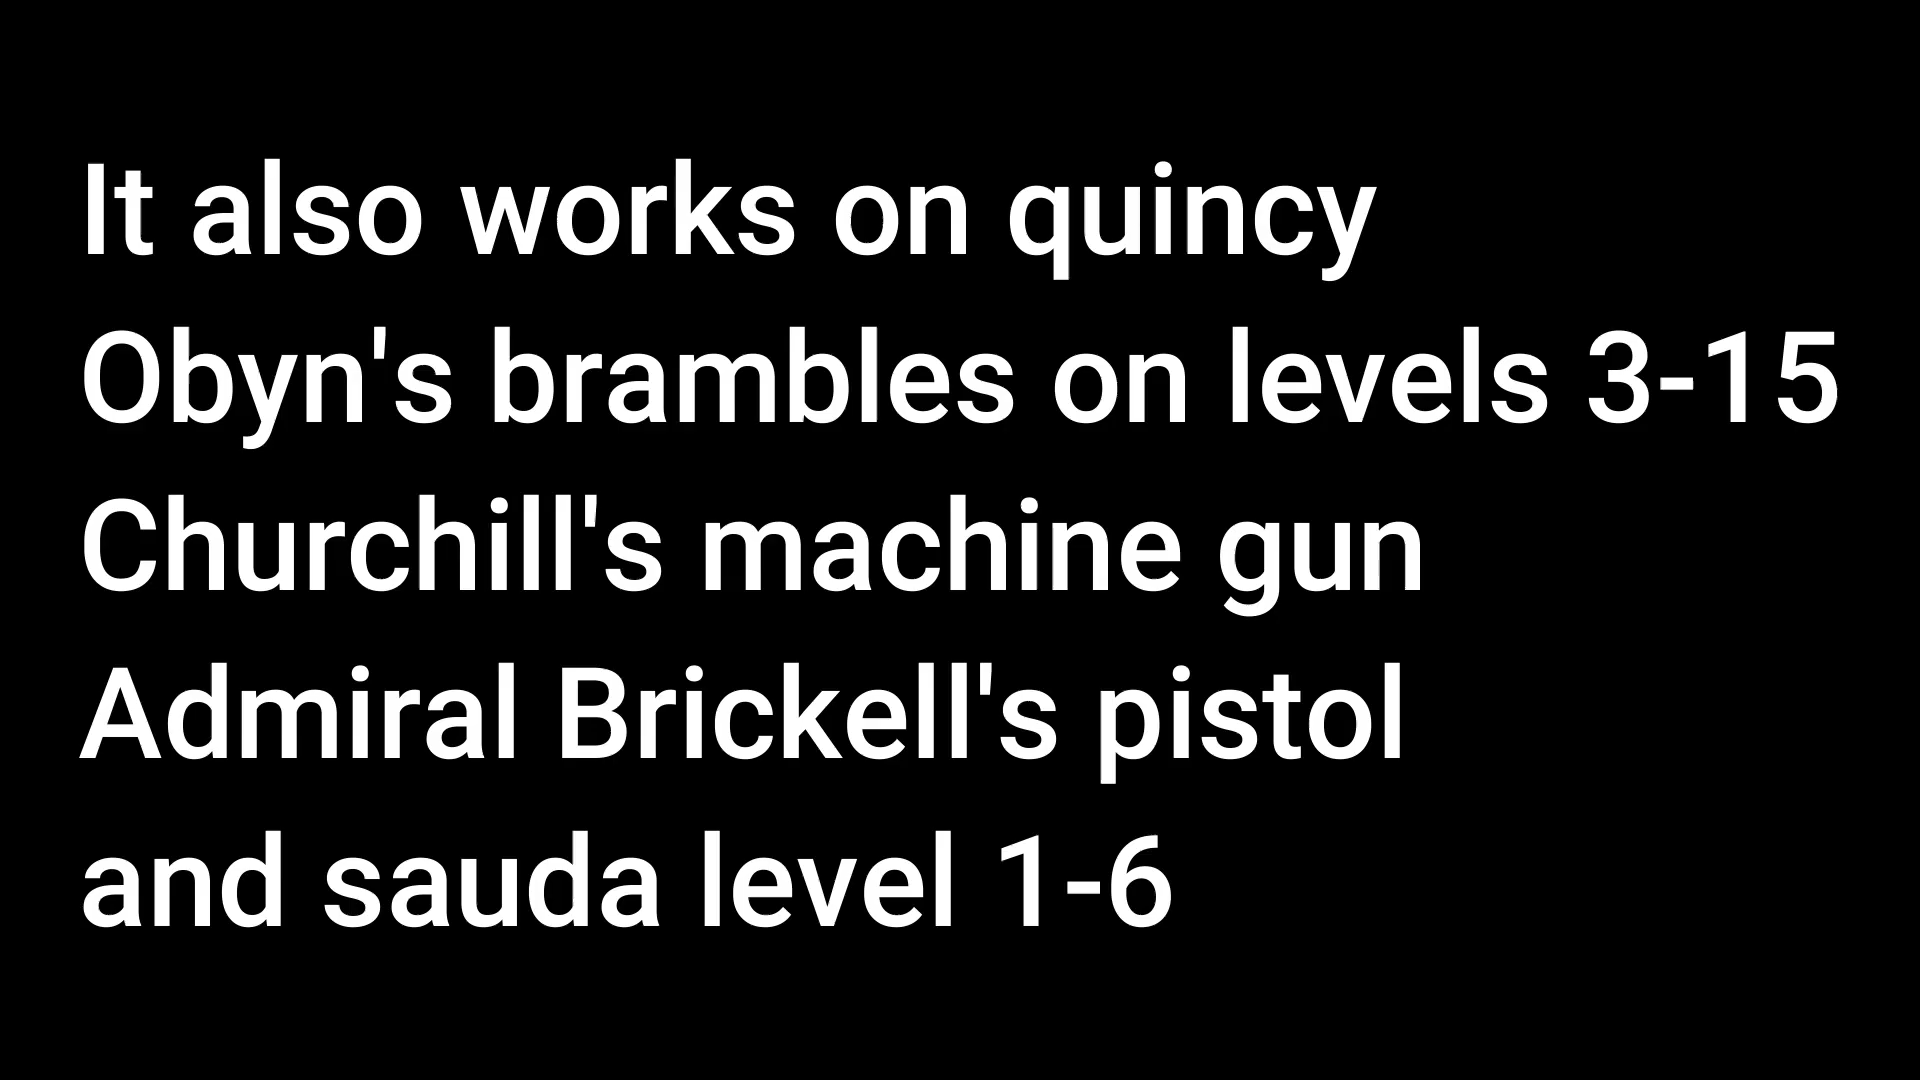 It also works on quincy
Obyn's brambles on levels 3-15
Churchill's machine gun
Admiral Brickell's pistol
and sauda level 1-6